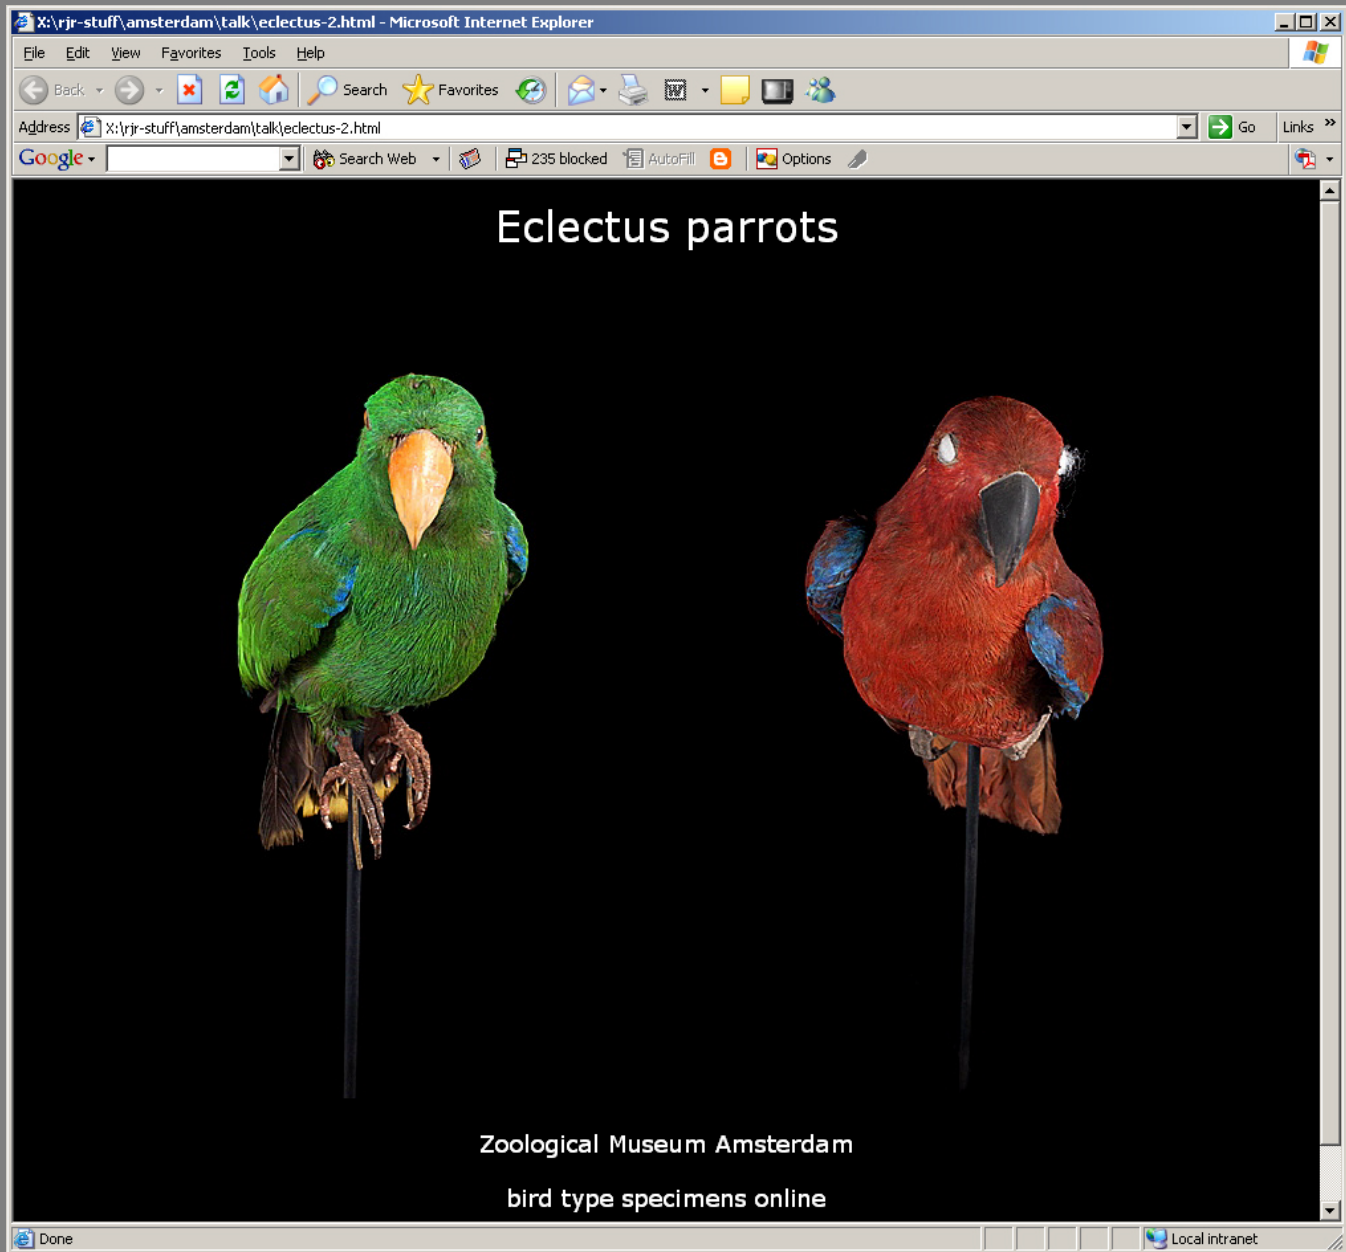 X:\rjr-stuff\amsterdam\talk\eclectus-2.html - Microsoft Internet Explorer
File Edit View Favorites Tools Help
Back Search Favorites
Address X:\rjr-stuff\amsterdam\talk\eclectus-2.html Go Links »
Google Search Web 235 blocked AutoFill Options
Eclectus parrots
Zoological Museum Amsterdam
bird type specimens online
Done Local intranet